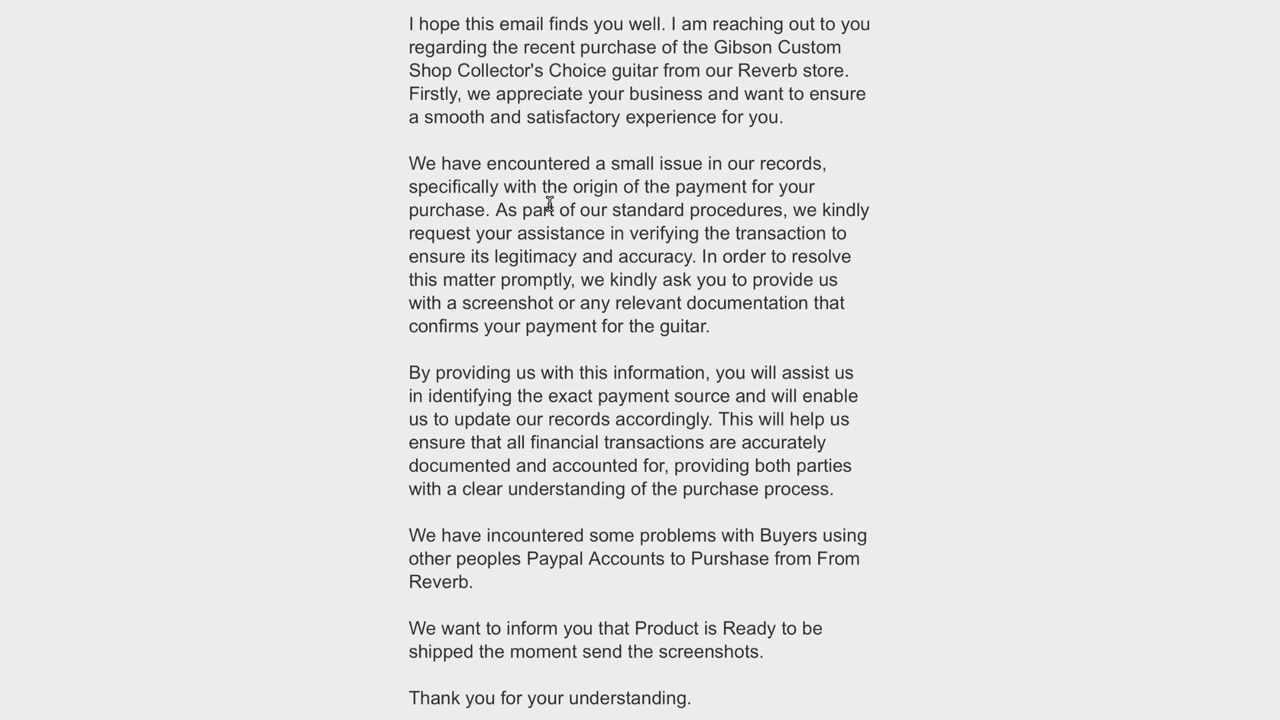 I hope this email finds you well. I am reaching out to you
regarding the recent purchase of the Gibson Custom
Shop Collector's Choice guitar from our Reverb store.
Firstly, we appreciate your business and want to ensure
a smooth and satisfactory experience for you.
We have encountered a small issue in our records,
specifically with the origin of the payment for your
purchase. As part of our standard procedures, we kindly
request your assistance in verifying the transaction to
ensure its legitimacy and accuracy. In order to resolve
this matter promptly, we kindly ask you to provide us
with a screenshot or any relevant documentation that
confirms your payment for the guitar.
By providing us with this information, you will assist us
in identifying the exact payment source and will enable
us to update our records accordingly. This will help us
ensure that all financial transactions are accurately
documented and accounted for, providing both parties
with a clear understanding of the purchase process.
We have incountered some problems with Buyers using
other peoples Paypal Accounts to Purshase from From
Reverb.
We want to inform you that Product is Ready to be
shipped the moment send the screenshots.
Thank you for your understanding.